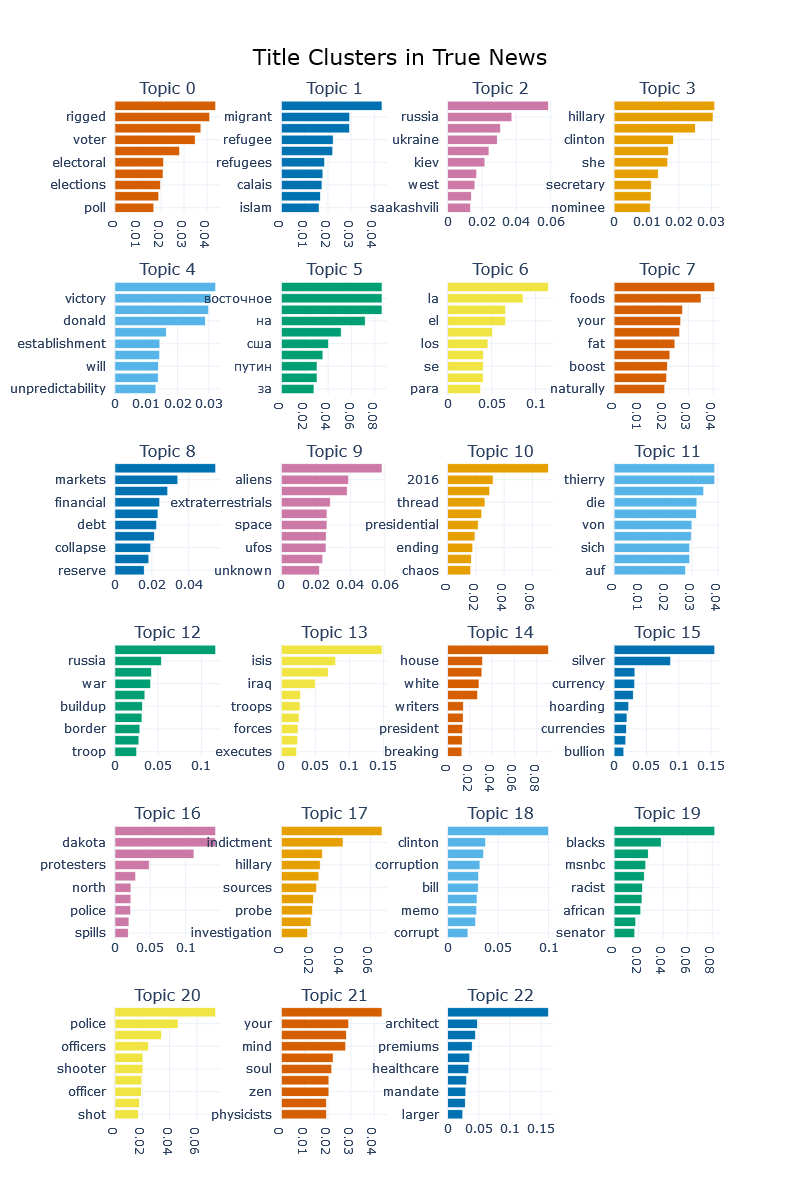 Title Clusters in True News
Topic 0
rigged
voter
electoral
elections
poll
0
0.01
0.02
0.03
0.04
Topic 1
migrant
refugee
refugees
calais
islam
0
0.01
0.02
0.03
0.04
Topic 2
russia
ukraine
kiev
west
saakashvili
0
0.02
0.04
0.06
Topic 3
hillary
clinton
she
secretary
nominee
0
0.01
0.02
0.03
Topic 4
victory
donald
establishment
will
unpredictability
0
0.01
0.02
0.03
Topic 5
восточное
на
сша
путин
за
0
0.02
0.04
0.06
0.08
Topic 6
la
el
los
se
para
0
0.05
0.1
Topic 7
foods
your
fat
boost
naturally
0
0.01
0.02
0.03
0.04
Topic 8
markets
financial
debt
collapse
reserve
0
0.02
0.04
Topic 9
aliens
extraterrestrials
space
ufos
unknown
0
0.02
0.04
0.06
Topic 10
2016
thread
presidential
ending
chaos
0
0.02
0.04
0.06
Topic 11
thierry
die
von
sich
auf
0
0.01
0.02
0.03
0.04
Topic 12
russia
war
buildup
border
troop
0
0.05
0.1
Topic 13
isis
iraq
troops
forces
executes
0
0.05
0.1
0.15
Topic 14
house
white
writers
president
breaking
0
0.02
0.04
0.06
0.08
Topic 15
silver
currency
hoarding
currencies
bullion
0
0.05
0.1
0.15
Topic 16
dakota
protesters
north
police
spills
0
0.05
0.1
Topic 17
indictment
hillary
sources
probe
investigation
0
0.02
0.04
0.06
Topic 18
clinton
corruption
bill
memo
corrupt
0
0.05
0.1
Topic 19
blacks
msnbc
racist
african
senator
0
0.02
0.04
0.06
0.08
Topic 20
police
officers
shooter
officer
shot
0
0.02
0.04
0.06
Topic 21
your
mind
soul
zen
physicists
0
0.01
0.02
0.03
0.04
Topic 22
architect
premiums
healthcare
mandate
larger
0
0.05
0.1
0.15